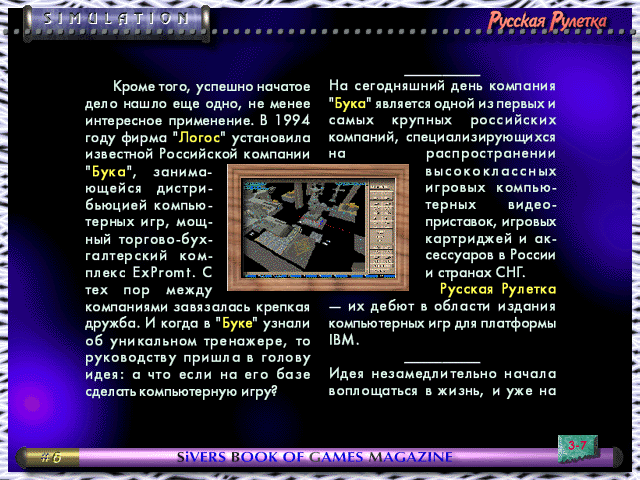 SIMULATION
Русская Рулетка
Кроме того, успешно начатое
дело нашло еще одно, не менее
интересное применение. В 1994
году фирма "Логос" установила
известной Российской компании
"Бука", занима-
ющейся дистри-
бьюцией компью-
терных игр, мощ-
ный торгово-бух-
галтерский ком-
плекс ExPromt. С
тех пор между
компаниями завязалась крепкая
дружба. И когда в "Буке" узнали
об уникальном тренажере, то
руководству пришла в голову
идея: а что если на его базе
сделать компьютерную игру?
На сегодняшний день компания
"Бука" является одной из первых и
самых крупных российских
компаний, специализирующихся
на распространении
высококлассных
игровых компью-
терных видео-
приставок, игровых
картриджей и ак-
сессуаров в России
и странах СНГ.
Русская Рулетка
— их дебют в области издания
компьютерных игр для платформы
IBM.
Идея незамедлительно начала
воплощаться в жизнь, и уже на
#6
SiVERS BOOK OF GAMES MAGAZINE
3-7